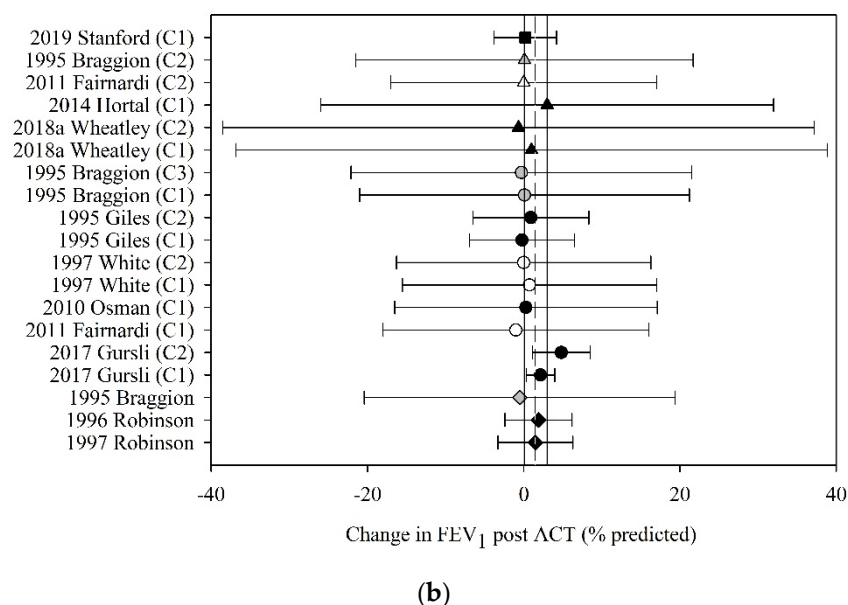 2019 Stanford (C1)
1995 Braggion (C2)
2011 Fairnardi (C2)
2014 Hortal (C1)
2018a Wheatley (C2)
2018a Wheatley (C1)
1995 Braggion (C3)
1995 Braggion (C1)
1995 Giles (C2)
1995 Giles (C1)
1997 White (C2)
1997 White (C1)
2010 Osman (C1)
2011 Fairnardi (C1)
2017 Gursli (C2)
2017 Gursli (C1)
1995 Braggion
1996 Robinson
1997 Robinson
-40 -20 0 20 40
Change in FEV1 post ACT (% predicted)
(b)